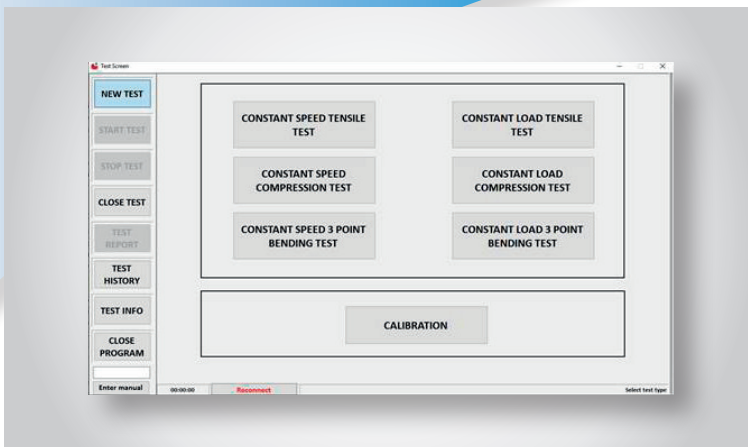 Test Screen
NEW TEST
START TEST
STOP TEST
CLOSE TEST
TEST
REPORT
TEST
HISTORY
TEST INFO
CLOSE
PROGRAM
Enter manual
CONSTANT SPEED TENSILE
TEST
CONSTANT LOAD TENSILE
TEST
CONSTANT SPEED
COMPRESSION TEST
CONSTANT LOAD
COMPRESSION TEST
CONSTANT SPEED 3 POINT
BENDING TEST
CONSTANT LOAD 3 POINT
BENDING TEST
CALIBRATION
00:00:00
Reconnect
Select test type